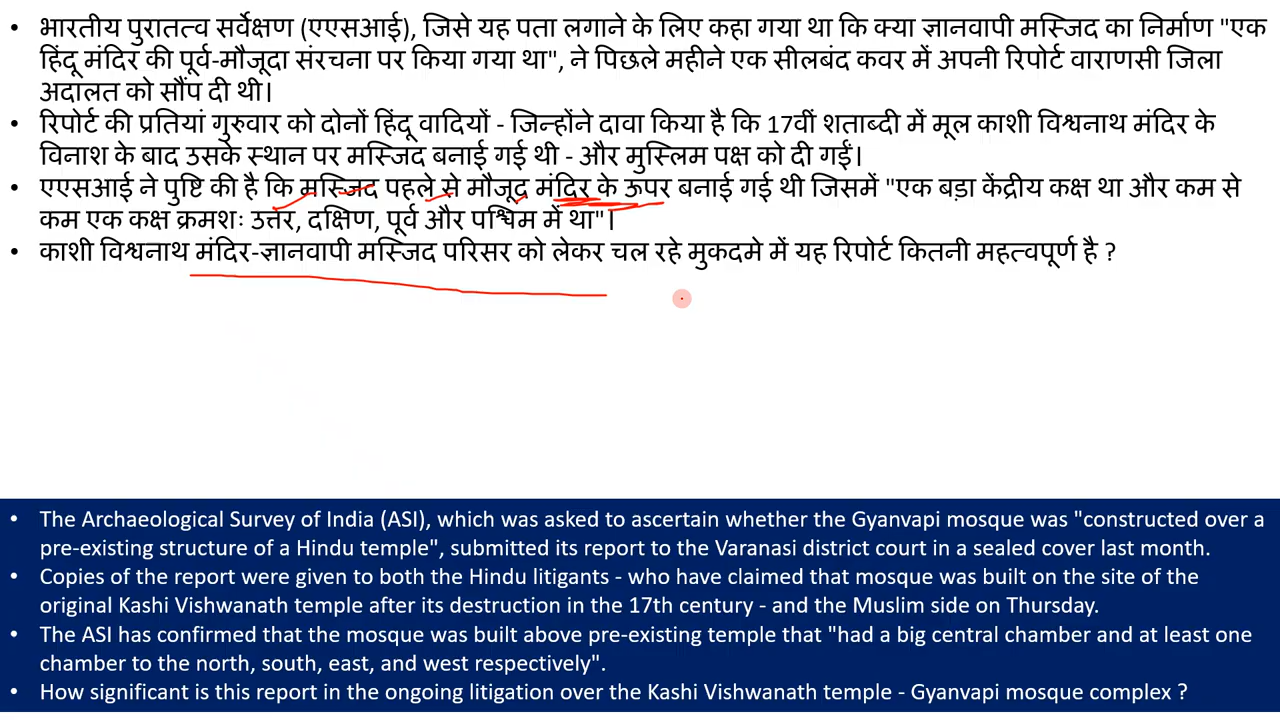 • भारतीय पुरातत्व सर्वेक्षण (एएसआई), जिसे यह पता लगाने के लिए कहा गया था कि क्या ज्ञानवापी मस्जिद का निर्माण "एक
हिंदू मंदिर की पूर्व-मौजूदा संरचना पर किया गया था", ने पिछले महीने एक सीलबंद कवर में अपनी रिपोर्ट वाराणसी जिला
अदालत को सौंप दी थी।
• रिपोर्ट की प्रतियां गुरुवार को दोनों हिंदू वादियों - जिन्होंने दावा किया है कि 17वीं शताब्दी में मूल काशी विश्वनाथ मंदिर के
विनाश के बाद उसके स्थान पर मस्जिद बनाई गई थी - और मुस्लिम पक्ष को दी गईं।
• एएसआई ने पुष्टि की है कि मस्जिद पहले से मौजूद मंदिर के ऊपर बनाई गई थी जिसमें "एक बड़ा केंद्रीय कक्ष था और कम से
कम एक कक्ष क्रमशः उत्तर, दक्षिण, पूर्व और पश्चिम में था"।
• काशी विश्वनाथ मंदिर-ज्ञानवापी मस्जिद परिसर को लेकर चल रहे मुकदमे में यह रिपोर्ट कितनी महत्वपूर्ण है ?
• The Archaeological Survey of India (ASI), which was asked to ascertain whether the Gyanvapi mosque was "constructed over a
pre-existing structure of a Hindu temple", submitted its report to the Varanasi district court in a sealed cover last month.
• Copies of the report were given to both the Hindu litigants - who have claimed that mosque was built on the site of the
original Kashi Vishwanath temple after its destruction in the 17th century - and the Muslim side on Thursday.
• The ASI has confirmed that the mosque was built above pre-existing temple that "had a big central chamber and at least one
chamber to the north, south, east, and west respectively".
• How significant is this report in the ongoing litigation over the Kashi Vishwanath temple - Gyanvapi mosque complex ?